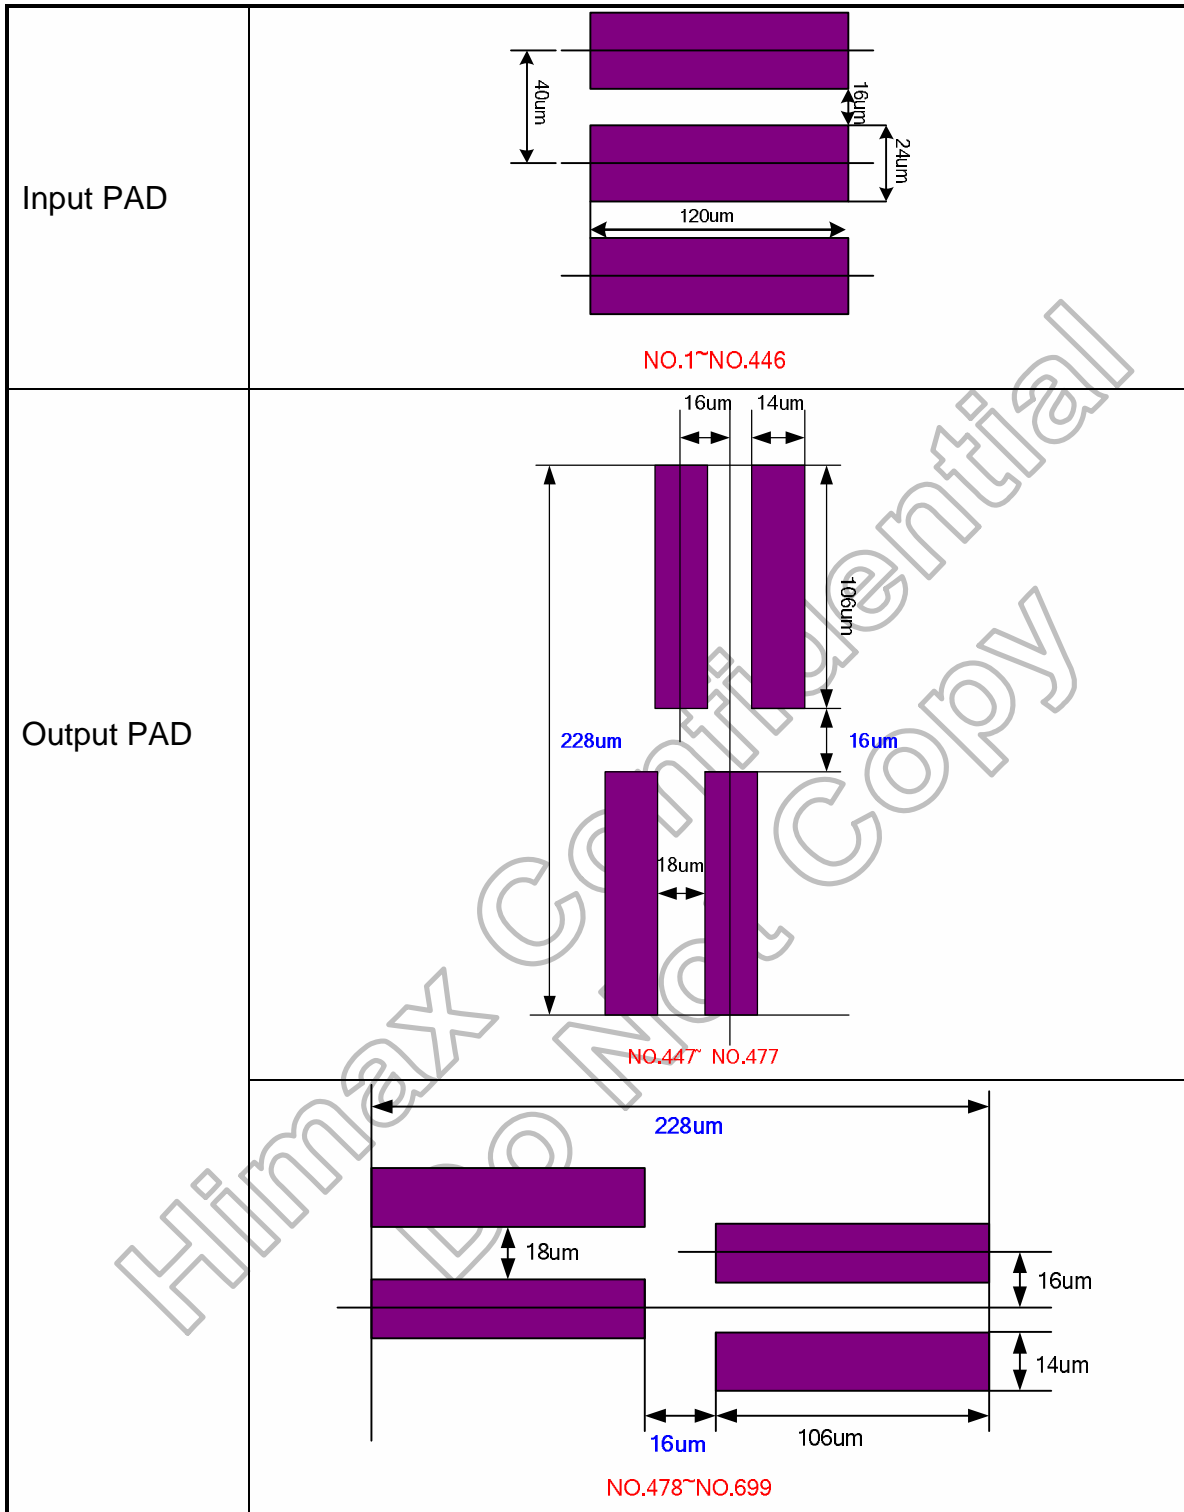 Input PAD
40um
16um
24um
120um
NO.1~NO.446
Output PAD
16um
14um
106um
228um
16um
18um
NO.447~ NO.477
228um
18um
16um
14um
16um
106um
NO.478~NO.699
Himax Confidential
Do Not Copy